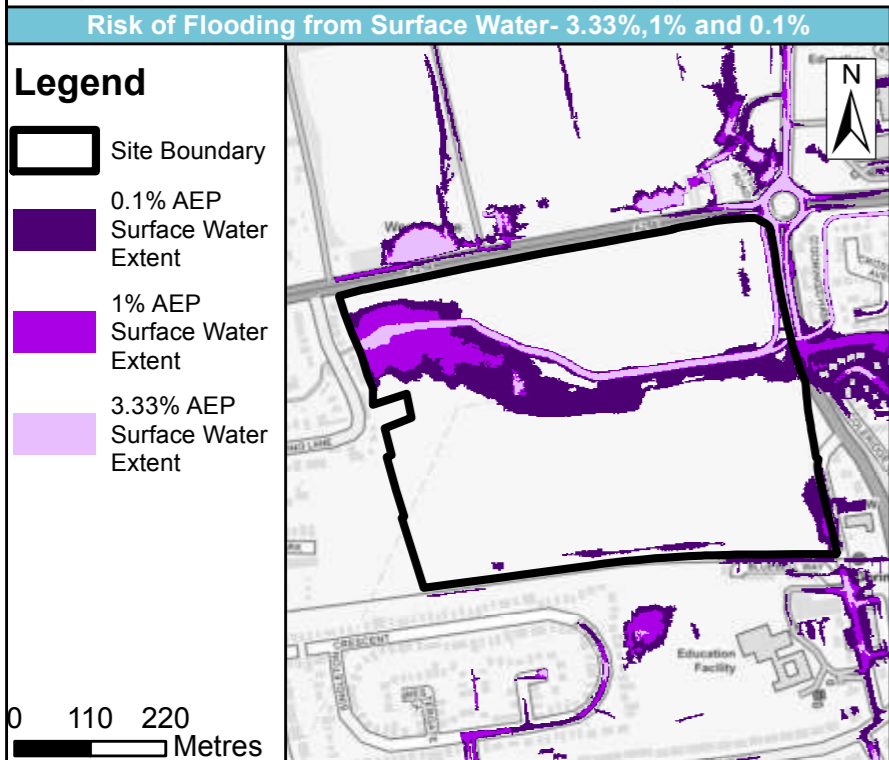 Risk of Flooding from Surface Water- 3.33%,1% and 0.1%
Legend
Site Boundary
0.1% AEP
Surface Water
Extent
1% AEP
Surface Water
Extent
3.33% AEP
Surface Water
Extent
0 110 220
Metres
N
CRESCENT
SINGLETON
Education
Facility